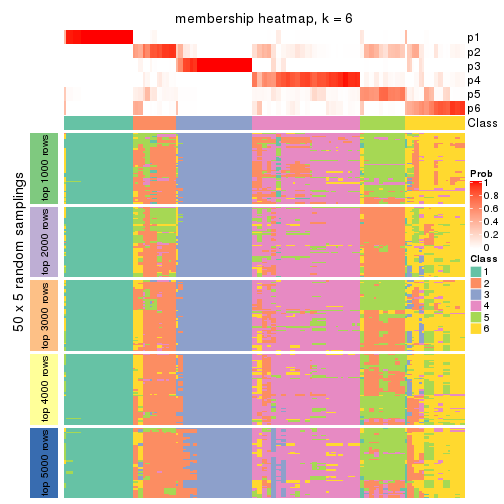 membership heatmap, k = 6
p1
p2
p3
p4
p5
p6
Class
50 x 5 random samplings
top 1000 rows
top 2000 rows
top 3000 rows
top 4000 rows
top 5000 rows
Prob
1
0.8
0.6
0.4
0.2
0
Class
1
2
3
4
5
6